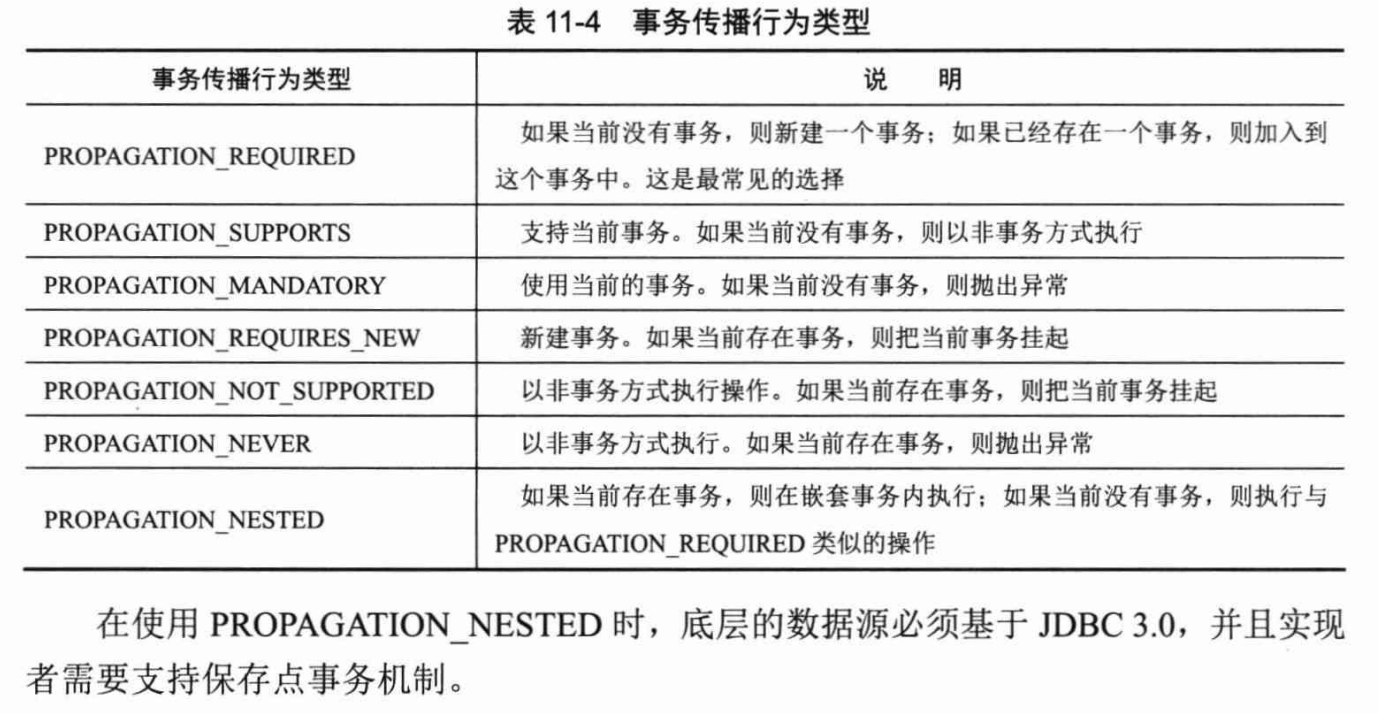 表 11-4 事务传播行为类型
事务传播行为类型 说 明
PROPAGATION_REQUIRED 如果当前没有事务，则新建一个事务；如果已经存在一个事务，则加入到
这个事务中。这是最常见的选择
PROPAGATION_SUPPORTS 支持当前事务。如果当前没有事务，则以非事务方式执行
PROPAGATION_MANDATORY 使用当前的事务。如果当前没有事务，则抛出异常
PROPAGATION_REQUIRES_NEW 新建事务。如果当前存在事务，则把当前事务挂起
PROPAGATION_NOT_SUPPORTED 以非事务方式执行操作。如果当前存在事务，则把当前事务挂起
PROPAGATION_NEVER 以非事务方式执行。如果当前存在事务，则抛出异常
PROPAGATION_NESTED 如果当前存在事务，则在嵌套事务内执行；如果当前没有事务，则执行与
PROPAGATION_REQUIRED 类似的操作
在使用 PROPAGATION_NESTED 时，底层的数据源必须基于 JDBC 3.0，并且实现
者需要支持保存点事务机制。